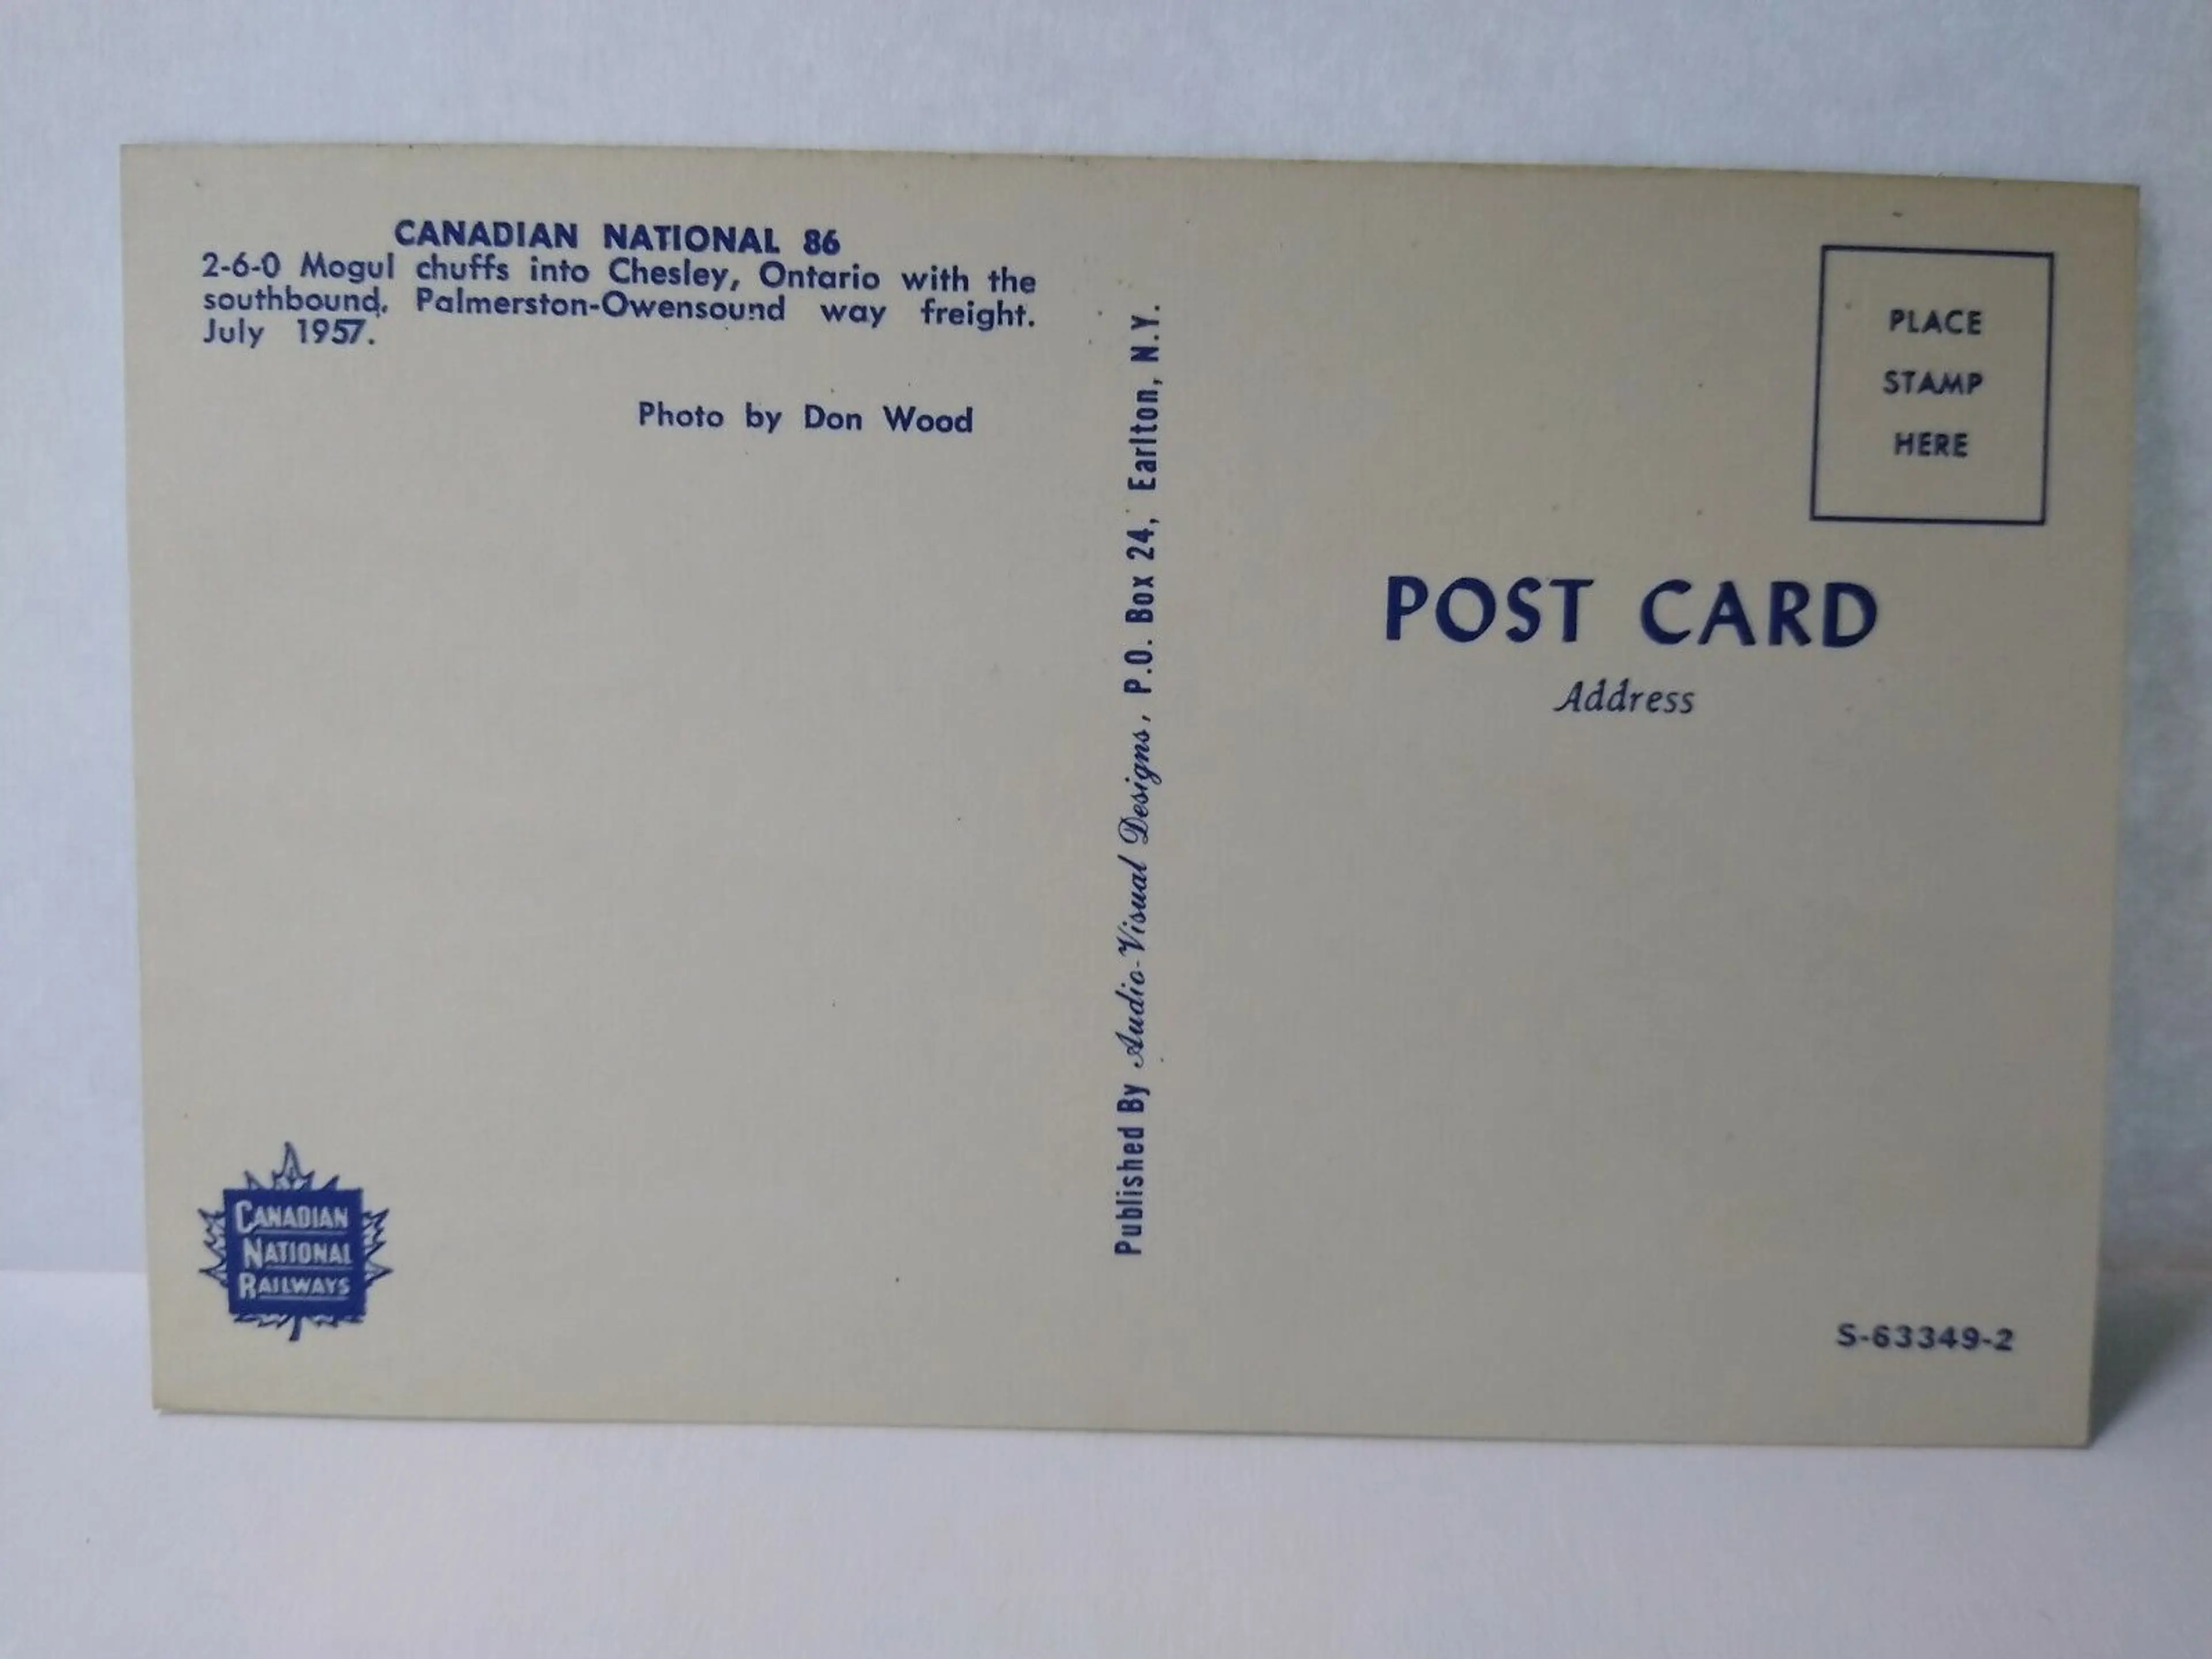 CANADIAN NATIONAL 86
2-6-0 Mogul chuffs into Chesley, Ontario with the
southbound, Palmerston-Owensound way freight.
July 1957.
Photo by Don Wood
CANADIAN
NATIONAL
RAILWAYS
Published By Audio-Visual Designs, P.O. Box 24, Earlton, N.Y.
PLACE
STAMP
HERE
POST CARD
Address
S-63349-2